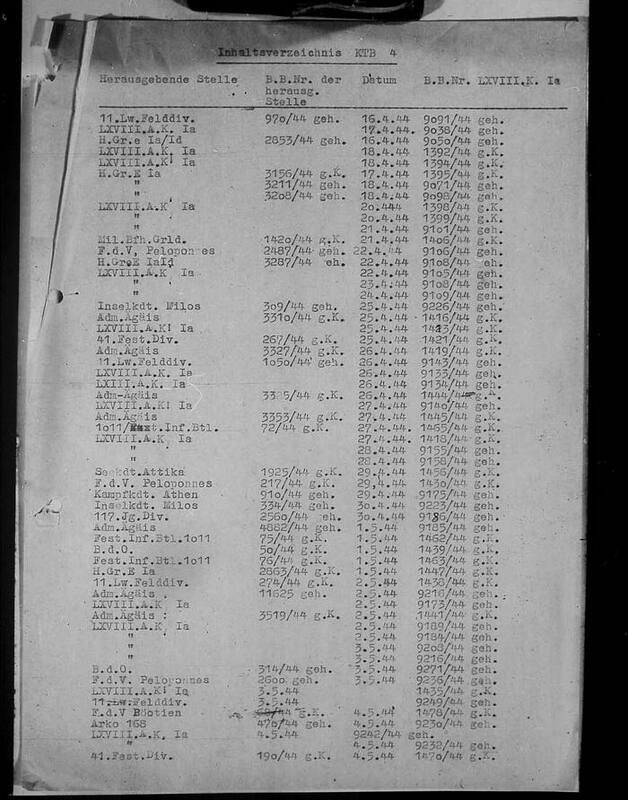 Inhaltsverzeichnis KTB 4
Herausgebende Stelle B.B.Nr. der Datum B.B.Nr. LXVIII.K. Ia
herausg.
Stelle
11.Lw.Felddiv. 970/44 geh. 16.4.44 9091/44 geh.
LXVIII.A.K. Ia 17.4.44. 9038/44 geh.
H.Gr.e Ia/Id 2853/44 geh. 16.4.44 9050/44 geh.
LXVIII.A.K. Ia 18.4.44 1392/44 g.K.
LXVIII.A.K! Ia 18.4.44 1394/44 g.K.
H.Gr.E Ia 3156/44 g.K. 17.4.44 1395/44 g.K.
" 3211/44 geh. 18.4.44 9071/44 geh.
" 3208/44 geh. 18.4.44 9098/44 geh.
LXVIII.A.K Ia 20.444 1398/44 g.K.
" 20.4.44 1399/44 g.K.
" 21.4.44 9101/44 geh.
Mil.Bfh.Grld. 1420/44 g.K. 21.4.44 1406/44 g.K.
F.d.V, Peloponnes 2487/44 geh. 22.4.44 9106/44 geh.
H.Gr.E IaId 3287/44 eh. 22.4.44 9108/44 geh.
LXVIII.A.K Ia 22.4.44 9105/44 geh.
" 23.4.44 9108/44 geh.
" 24.4.44 9109/44 geh.
Inselkdt. Milos 309/44 geh. 25.4.44 9226/44 geh.
Adm.Ägäis 3310/44 g.K. 25.4.44 1416/44 g.K.
LXVIII.A.K! Ia 25.4.44 1423/44 g.K.
41.Fest.Div. 267/44 g.K. 25.4.44 1421/44 g.K.
Adm.Ägäis 3327/44 g.K. 26.4.44 1419/44 g.K.
11.Lw.Felddiv. 1050/44 geh. 26.4.44 9143/44 geh.
LXVIII.A.K. Ia 26.4.44 9133/44 geh.
LXIII.A.K. Ia 26.4.44 9134/44 geh.
Adm-Ägäis g.K. 26.4.44 1444/44
LXVIII.A.K! Ia 27.4.44 9140/44 geh.
Adm.Ägäis 3353/44 g.K. 27.4.44 1445/44 g.K.
1011/ .Inf.Btl. 72/44 g.K. 27.4.44. 1465/44 g.K.
LXVIII.A.K Ia 27.4.44. 1418/44 g.K.
" 28.4.44 9155/44 geh.
" 28.4.44 9158/44 geh.
Seekdt.Attika 1925/44 g.K. 29.4.44 1456/44 g.K.
F.d.V. Peloponnes 217/44 g.K. 29.4.44 1430/44 g.K.
Kampfkdt. Athen 910/44 geh. 29.4.44 9175/44 geh.
Inselkdt. Milos 334/44 geh. 30.4.44 9223/44 geh.
117.Jg.Div. 2560/44 eh. 30.4.44 9186/44 geh.
Adm.Ägäis 4882/44 geh. 1.5.44 9185/44 geh.
Fest.Inf.Btl.1011 75/44 g.K. 1.5.44 1462/44 g.K.
B.d.O. 50/44 g.K. 1.5.44 1439/44 g.K.
Fest.Inf.Btl.1011 76/44 g.K. 1.5.44 1463/44 g.K.
H.Gr.E Ia 2863/44 g.K. 1.5.44 1447/44 g.K.
11.Lw.Felddiv. 274/44 g.K. 2.5.44 1438/44 g.K.
Adm.Ägäis . 11625 geh. 2.5.44 9218/44 geh.
LXVIII.A.K Ia 2.5.44 9173/44 geh.
Adm.Ägäis : 3519/44 g.K. 2.5.44 1441/44 g.K.
LXVIII.A.K Ia 2.5.44 9189/44 geh.
" 2.5.44 9184/44 geh.
" 3.5.44 9208/44 geh.
" 3.5.44 9216/44 geh.
B.d.O. 314/44 geh. 3.5.44 9271/44 geh.
F.d.V. Peloponnes 2600 geh. 3.5.44 9236/44 geh
LXVIII.A.K! Ia 3.5.44 1435/44 g.K.
11.Lw.Felddiv. 3.5.44 9249/44 geh.
F.d.V Böotien g.K. 4.5.44 1478/44 g.K.
Arko 168 470/44 geh. 4.5.44 9230/44 geh.
LXVIII.A.K. Ia 4.5.44 9242/44 geh.
" 4.5.44 9232/44 geh.
41.Fest.Div. 190/44 g.K. 4.5.44 1470/44 g.K.